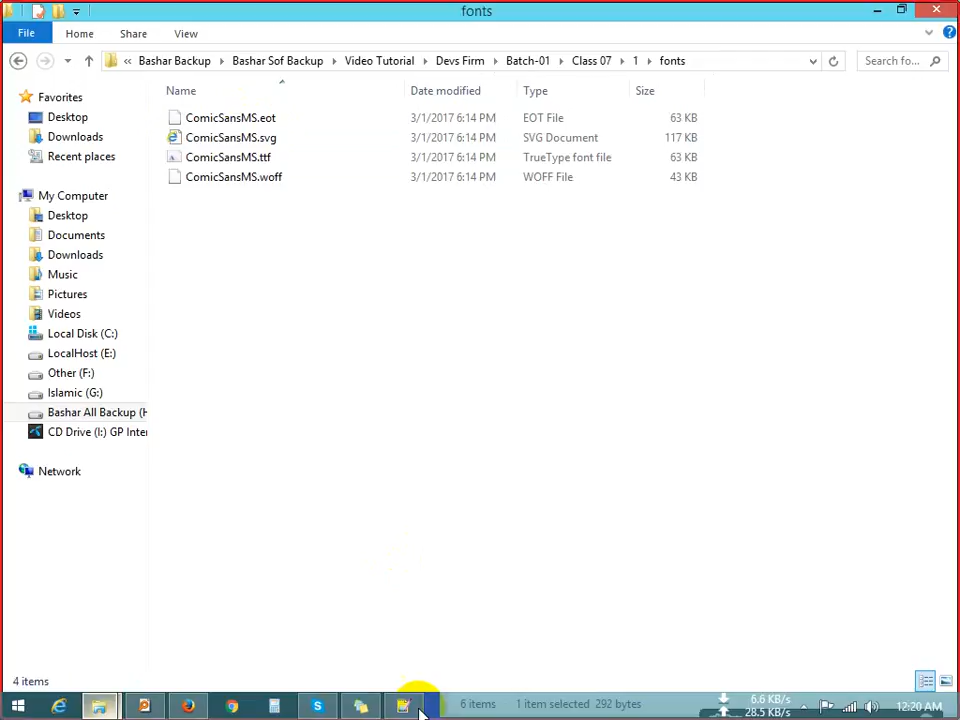 fonts
File Home Share View
« Bashar Backup Bashar Sof Backup Video Tutorial Devs Firm Batch-01 Class 07 1 fonts Search fo...
Name Date modified Type Size
ComicSansMS.eot 3/1/2017 6:14 PM EOT File 63 KB
ComicSansMS.svg 3/1/2017 6:14 PM SVG Document 117 KB
ComicSansMS.ttf 3/1/2017 6:14 PM TrueType font file 63 KB
ComicSansMS.woff 3/1/2017 6:14 PM WOFF File 43 KB
Favorites
Desktop
Downloads
Recent places
My Computer
Desktop
Documents
Downloads
Music
Pictures
Videos
Local Disk (C:)
LocalHost (E:)
Other (F:)
Islamic (G:)
Bashar All Backup (H
CD Drive (I:) GP Inter
Network
4 items
6 items 1 item selected 292 bytes
6.6 KB/s
28.5 KB/s
12:20 AM